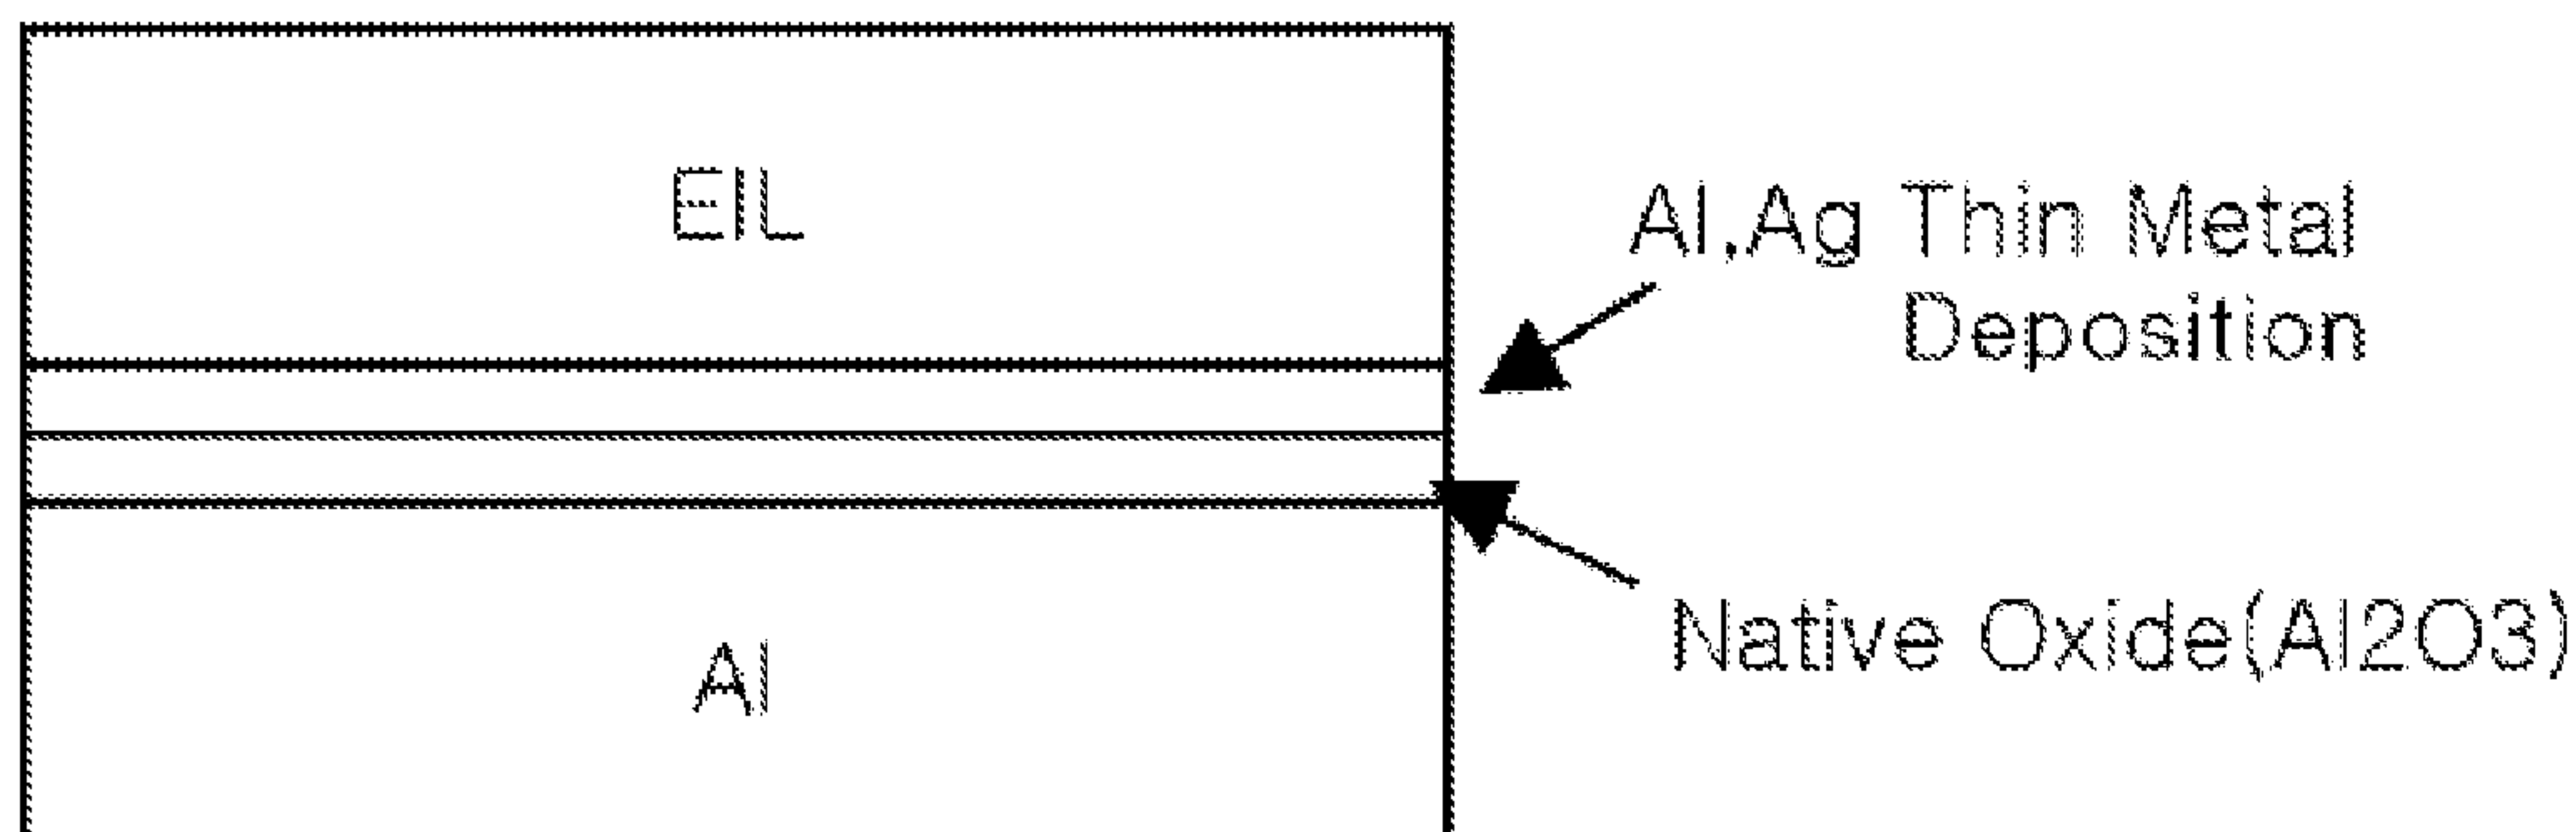 EIL
Al,Ag Thin Metal
Deposition
Native Oxide(Al2O3)
Al